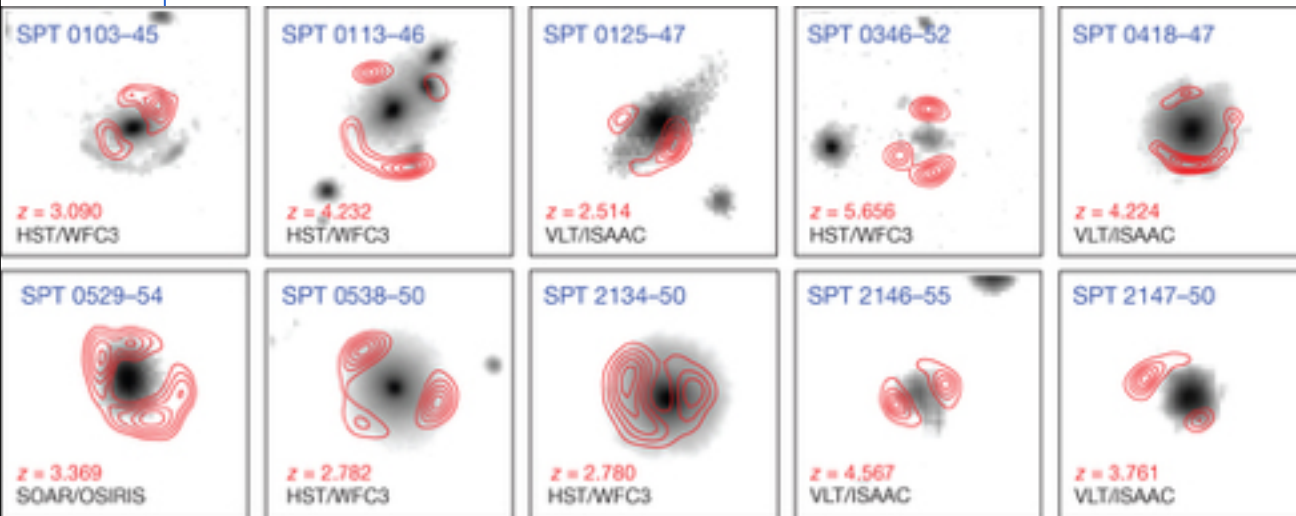 SPT 0103–45
z = 3.090
HST/WFC3
SPT 0113–46
z = 4.232
HST/WFC3
SPT 0125–47
z = 2.514
VLT/ISAAC
SPT 0346–52
z = 5.656
HST/WFC3
SPT 0418–47
z = 4.224
VLT/ISAAC
SPT 0529–54
z = 3.369
SOAR/OSIRIS
SPT 0538–50
z = 2.782
HST/WFC3
SPT 2134–50
z = 2.780
HST/WFC3
SPT 2146–55
z = 4.567
VLT/ISAAC
SPT 2147–50
z = 3.761
VLT/ISAAC